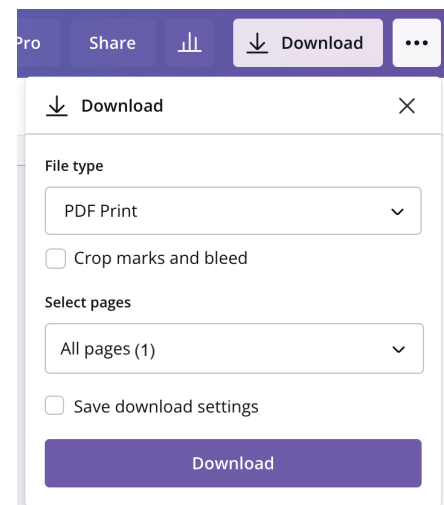 Pro Share Download
Download
File type
PDF Print
Crop marks and bleed
Select pages
All pages (1)
Save download settings
Download